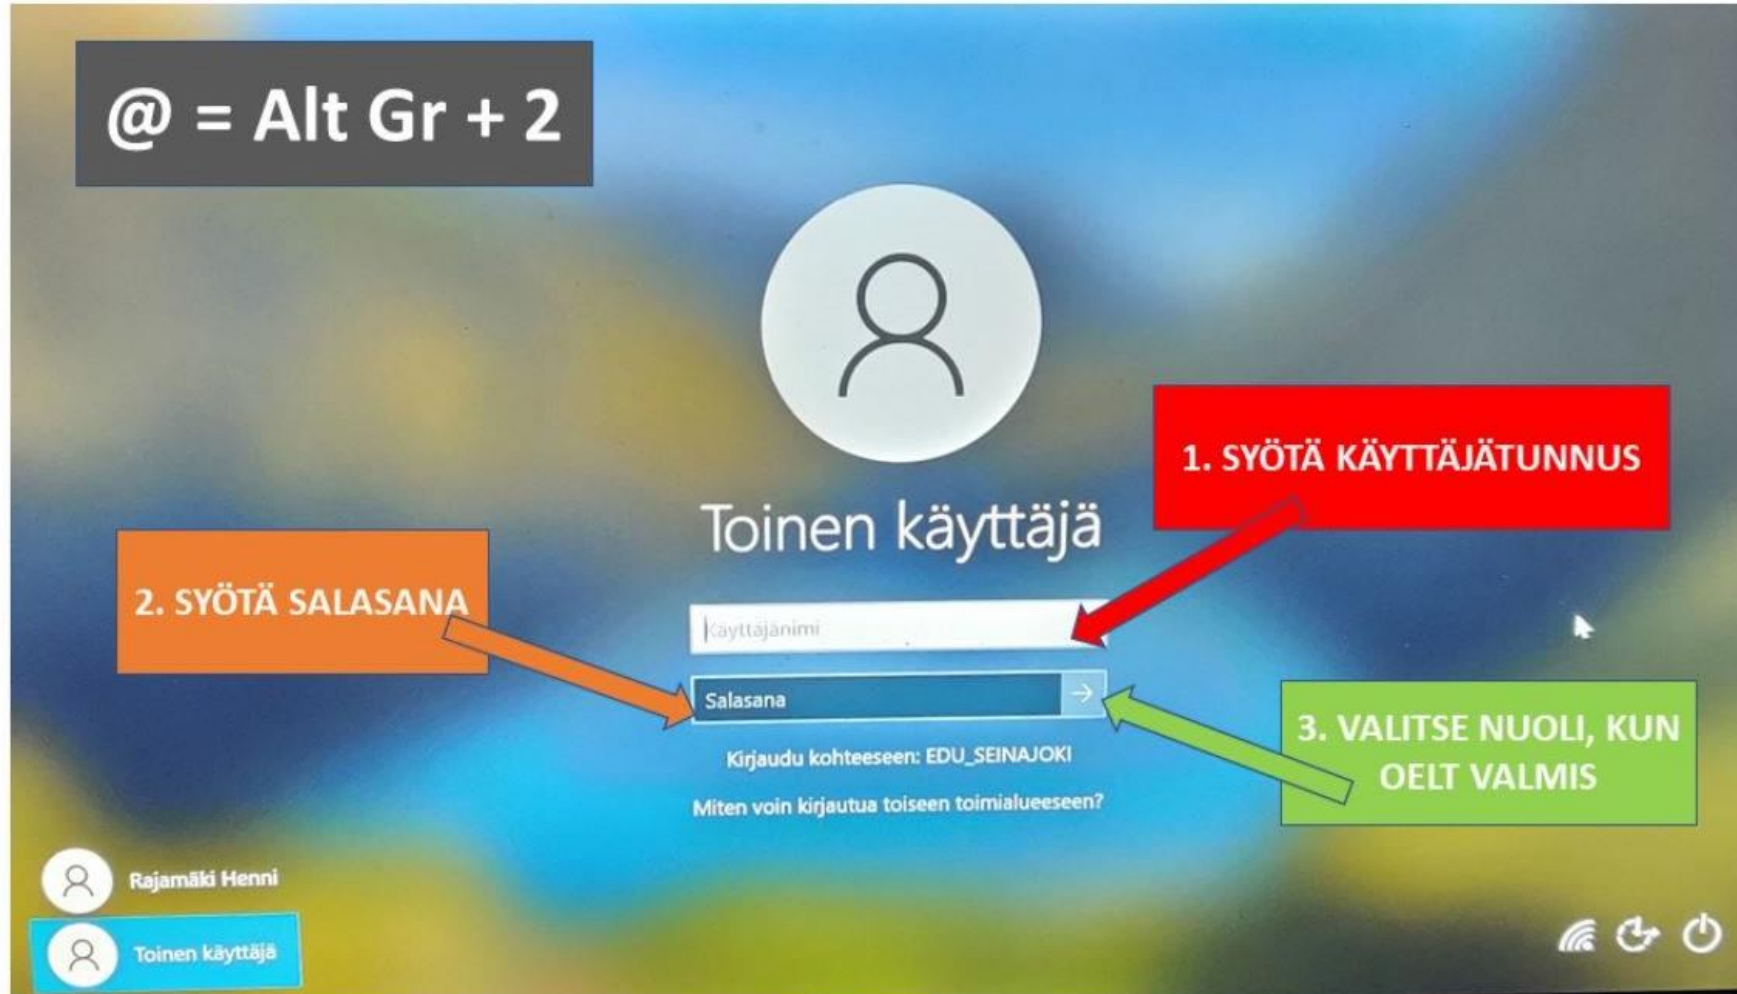 @ = Alt Gr + 2
1. SYÖTÄ KÄYTTÄJÄTUNNUS
Toinen käyttäjä
2. SYÖTÄ SALASANA
Käyttäjänimi
Salasana
3. VALITSE NUOLI, KUN
OELT VALMIS
Kirjaudu kohteeseen: EDU_SEINAJOKI
Miten voin kirjautua toiseen toimialueeseen?
Rajamäki Henni
Toinen käyttäjä